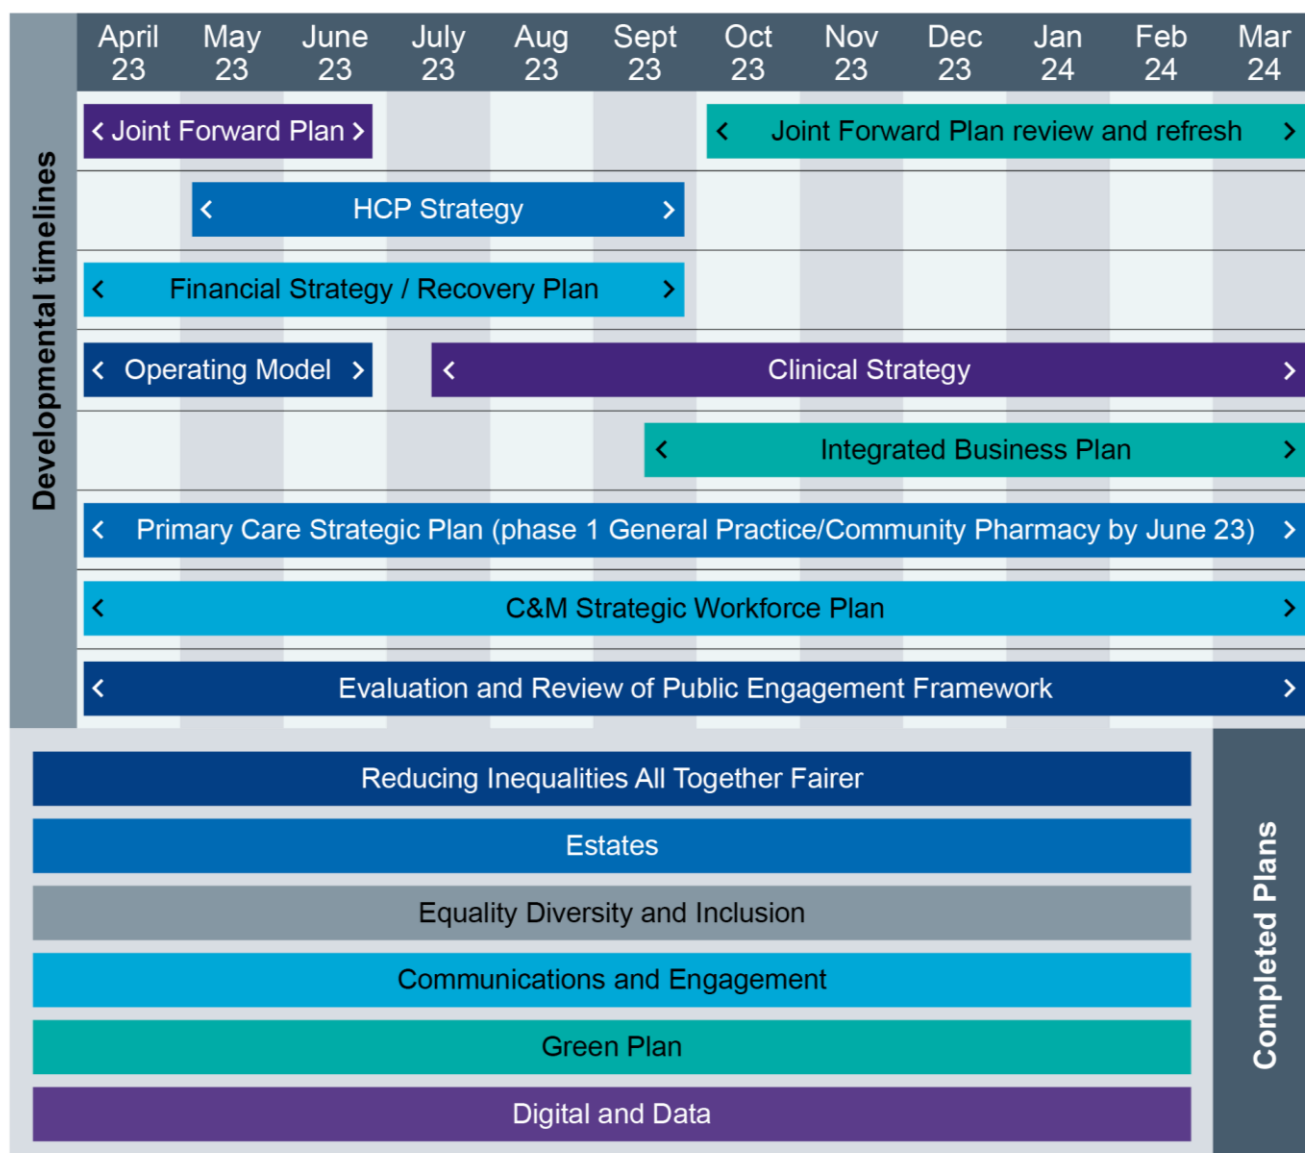 April May June July Aug Sept Oct Nov Dec Jan Feb Mar
23 23 23 23 23 23 23 23 23 24 24 24
Developmental timelines
Joint Forward Plan
Joint Forward Plan review and refresh
HCP Strategy
Financial Strategy / Recovery Plan
Operating Model
Clinical Strategy
Integrated Business Plan
Primary Care Strategic Plan (phase 1 General Practice/Community Pharmacy by June 23)
C&M Strategic Workforce Plan
Evaluation and Review of Public Engagement Framework
Reducing Inequalities All Together Fairer
Estates
Equality Diversity and Inclusion
Communications and Engagement
Green Plan
Digital and Data
Completed Plans